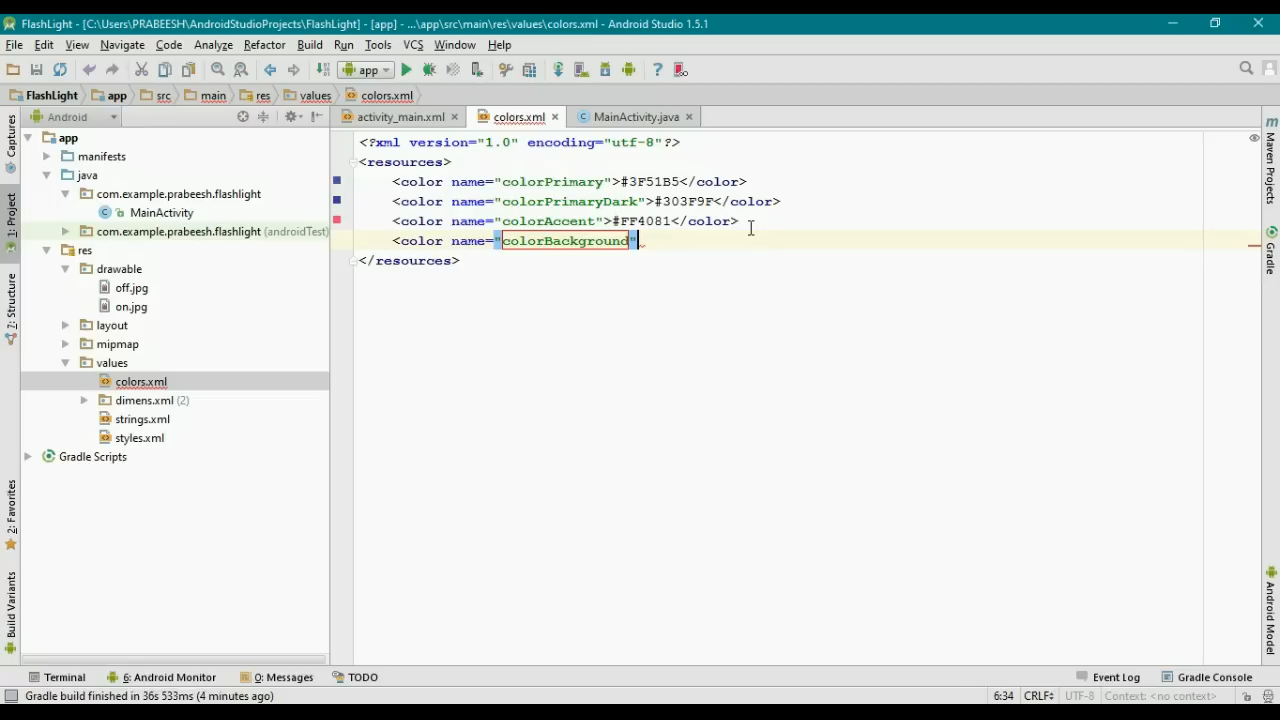 FlashLight - [C:\Users\PRABEESH\AndroidStudioProjects\FlashLight] - [app] - ...\app\src\main\res\values\colors.xml - Android Studio 1.5.1
File Edit View Navigate Code Analyze Refactor Build Run Tools VCS Window Help
app
FlashLight app src main res values colors.xml
Android
activity_main.xml colors.xml MainActivity.java
Captures
1: Project
7: Structure
2: Favorites
Build Variants
app
manifests
java
com.example.prabeesh.flashlight
MainActivity
com.example.prabeesh.flashlight (androidTest)
res
drawable
off.jpg
on.jpg
layout
mipmap
values
colors.xml
dimens.xml (2)
strings.xml
styles.xml
Gradle Scripts
<?xml version="1.0" encoding="utf-8"?>
<resources>
<color name="colorPrimary">#3F51B5</color>
<color name="colorPrimaryDark">#303F9F</color>
<color name="colorAccent">#FF4081</color>
<color name="colorBackground"
</resources>
Maven Projects
Gradle
Android Model
Terminal 6: Android Monitor 0: Messages TODO Event Log Gradle Console
Gradle build finished in 36s 533ms (4 minutes ago) 6:34 CRLF UTF-8 Context: <no context>